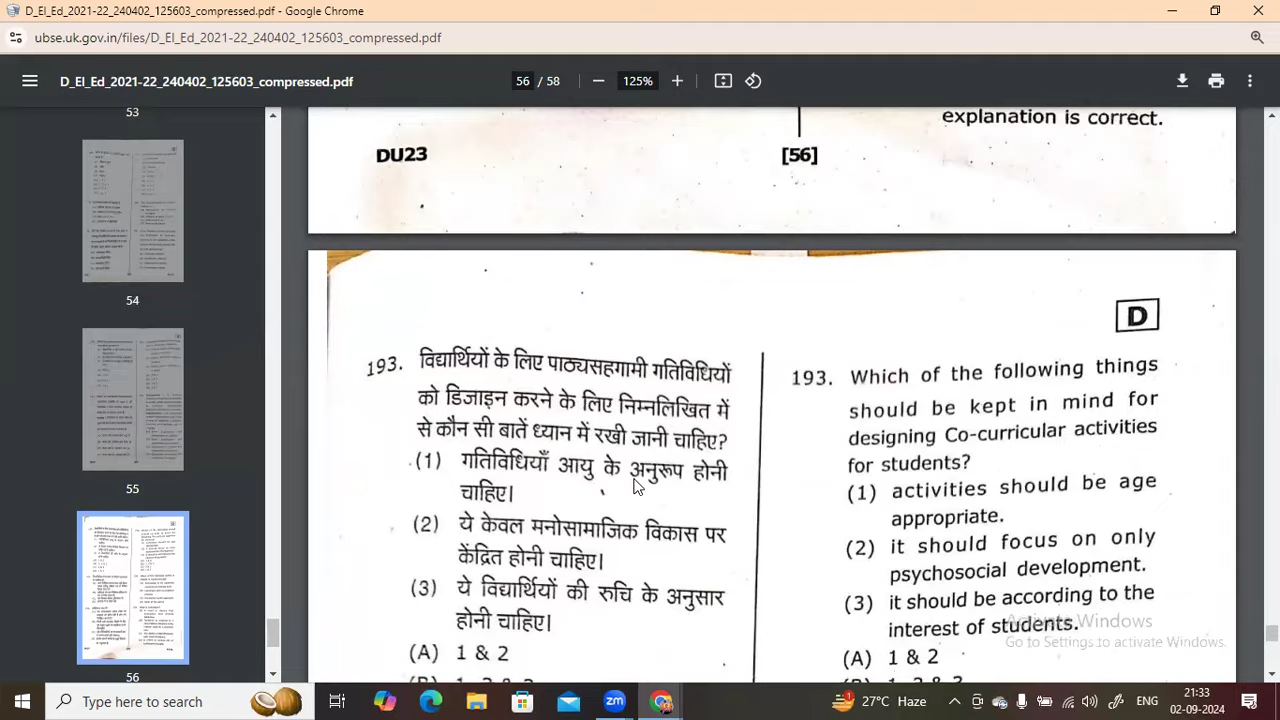 D_El_Ed_2021-22_240402_125603_compressed.pdf - Google Chrome
ubse.uk.gov.in/files/D_El_Ed_2021-22_240402_125603_compressed.pdf
D_El_Ed_2021-22_240402_125603_compressed.pdf
56 / 58
125%
53
54
55
56
explanation is correct.
DU23
[56]
D
193. विद्यार्थियों के लिए पाठ्यसहगामी गतिविधियों
को डिजाइन करने के लिए निम्नलिखित में
से कौन सी बातें ध्यान में रखी जानी चाहिए?
(1) गतिविधियाँ आयु के अनुरूप होनी
चाहिए।
(2) ये केवल मनोसामाजिक विकास पर
केंद्रित होनी चाहिए।
(3) ये विद्यार्थियों की रुचि के अनुसार
होनी चाहिए।
(A) 1 & 2
193. Which of the following things
should be kept in mind for
designing Co-curricular activities
for students?
(1) activities should be age
appropriate.
(2) it should focus on only
psychosocial development.
(3) it should be according to the
interest of students.
(A) 1 & 2
Activate Windows
Go to Settings to activate Windows.
Type here to search
zm
1
27°C Haze
ENG
21:33
02-09-2024